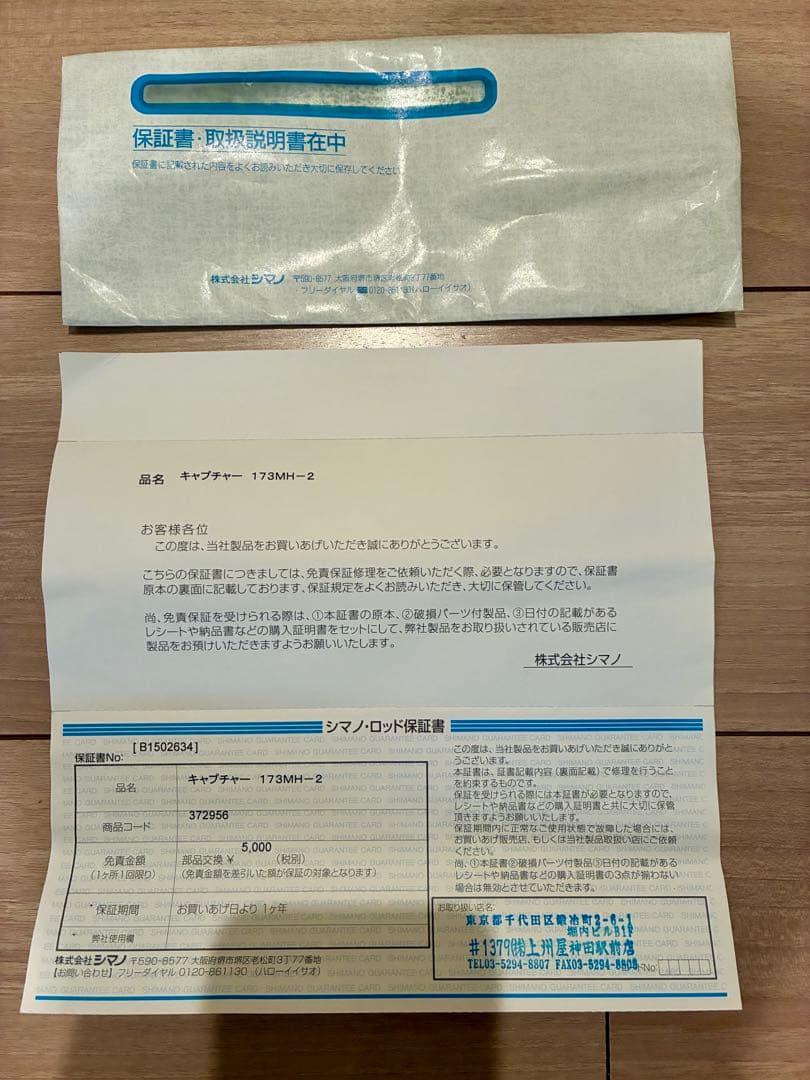 保証書・取扱説明書在中
保証書に記載された内容をよくお読みいただき大切に保存してください
株式会社シマノ 〒590-8577 大阪府堺市堺区老松町3丁77番地
・フリーダイヤル ☎0120-861130(ハローイイサオ)
品名 キャプチャー 173MH-2
お客様各位
この度は、当社製品をお買いあげいただき誠にありがとうございます。
こちらの保証書につきましては、免責保証修理をご依頼いただく際、必要となりますので、保証書
原本の裏面に記載しております、保証規定をよくお読みいただき、大切に保管してください。
尚、免責保証を受けられる際は、①本証書の原本、②破損パーツ付製品、③日付の記載がある
レシートや納品書などの購入証明書をセットにして、弊社製品をお取り扱いされている販売店に
製品をお預けいただきますようお願いいたします。
株式会社シマノ
シマノ・ロッド保証書
保証書No: [B1502634]
品名 キャプチャー 173MH-2
商品コード 372956
免責金額 部品交換 ¥ 5,000 (税別)
(1ヶ所1回限り) (免責金額を差引いた額が保証の対象となります)
保証期間 お買いあげ日より1ヶ年
弊社使用欄
株式会社シマノ 〒590-8577 大阪府堺市堺区老松町3丁77番地
【お問い合わせ】フリーダイヤル 0120-861130 (ハローイイサオ)
この度は、当社製品をお買いあげいただき誠にありがと
うございます。
本証書は、証書記載内容(裏面記載)で修理を行うこと
を約束するものです。
保証を受けられる際には本証書が必要となりますので、
レシートや納品書などの購入証明書と共に大切に保管
頂きますようお願いいたします。
保証期間内に正常なご使用状態で故障した場合には、
お買いあげ販売店、もしくは当社製品取扱い店にご依頼
ください。
尚、①本証書②破損パーツ付製品③日付の記載がある
レシートや納品書などの購入証明書の3点が揃わない
場合は無効とさせていただきます。
お取り扱い店名:
東京都千代田区鍛冶町2-6-1
堀内ビルB1F
#1379㈱上州屋神田駅前店
TEL03-5294-8807 FAX03-5294-8808
No:
SHIMANO GUARANTEE CARD